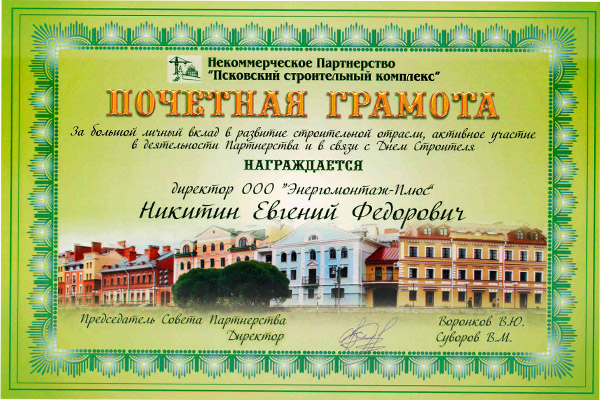 Некоммерческое Партнерство
"Псковский строительный комплекс"
ПОЧЕТНАЯ ГРАМОТА
За большой личный вклад в развитие строительной отрасли, активное участие
в деятельности Партнерства и в связи с Днем Строителя
НАГРАЖДАЕТСЯ
директор ООО "Энергомонтаж-Плюс"
Никитин Евгений Федорович
Председатель Совета Партнерства Воронков В.Ю.
Директор Суворов В.М.